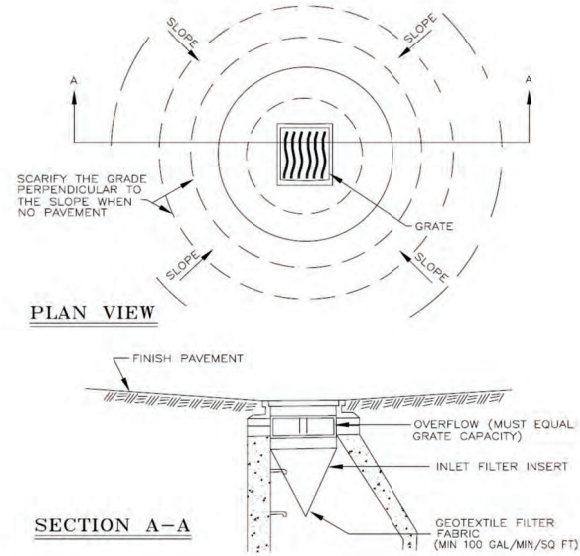 SLOPE
SLOPE
A
A
SCARIFY THE GRADE
PERPENDICULAR TO
THE SLOPE WHEN
NO PAVEMENT
GRATE
SLOPE
SLOPE
PLAN VIEW
FINISH PAVEMENT
OVERFLOW (MUST EQUAL
GRATE CAPACITY)
INLET FILTER INSERT
SECTION A-A
GEOTEXTILE FILTER
FABRIC
(MIN 100 GAL/MIN/SQ FT)